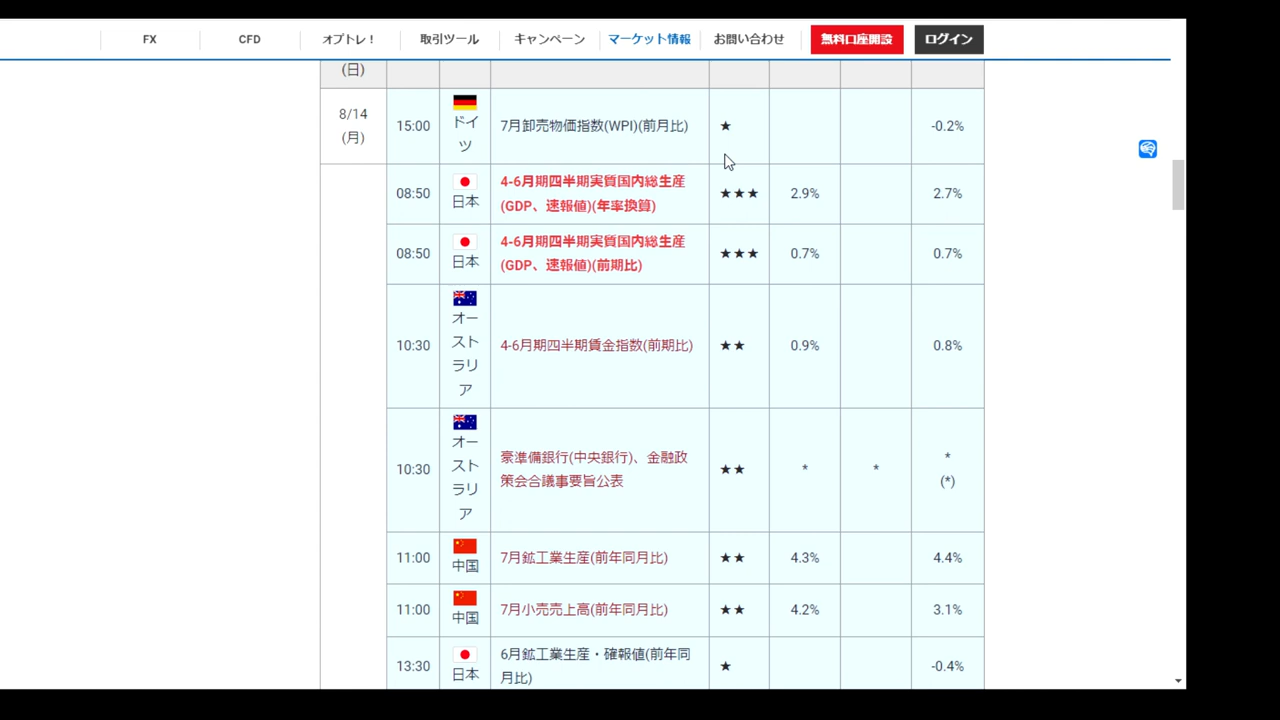 FX CFD オプトレ！ 取引ツール キャンペーン マーケット情報 お問い合わせ 無料口座開設 ログイン
(日)
8/14
(月)
15:00
ドイ
ツ
7月卸売物価指数(WPI)(前月比)
★
-0.2%
08:50
日本
4-6月期四半期実質国内総生産
(GDP、速報値)(年率換算)
★★★
2.9%
2.7%
08:50
日本
4-6月期四半期実質国内総生産
(GDP、速報値)(前期比)
★★★
0.7%
0.7%
10:30
オー
スト
ラリ
ア
4-6月期四半期賃金指数(前期比)
★★
0.9%
0.8%
10:30
オー
スト
ラリ
ア
豪準備銀行(中央銀行)、金融政
策会合議事要旨公表
★★
*
*
*
(*)
11:00
中国
7月鉱工業生産(前年同月比)
★★
4.3%
4.4%
11:00
中国
7月小売売上高(前年同月比)
★★
4.2%
3.1%
13:30
日本
6月鉱工業生産・確報値(前年同
月比)
★
-0.4%